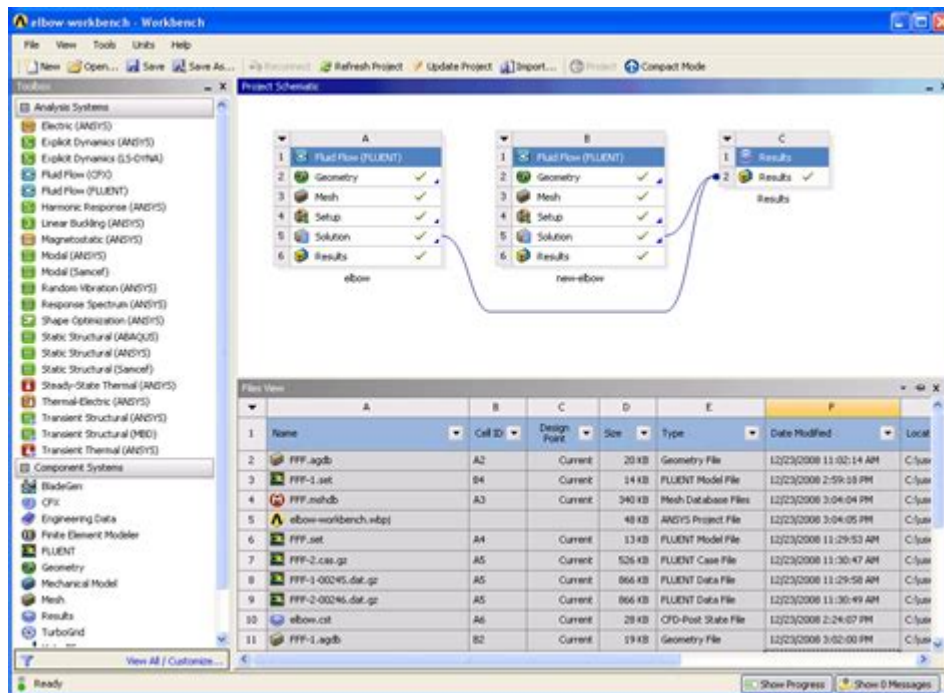 elbow-workbench - Workbench
File View Tools Units Help
New Open... Save Save As... Reconnect Refresh Project Update Project Import... Project Compact Mode
Toolbox
Project Schematic
Analysis Systems
Electric (ANSYS)
Explicit Dynamics (ANSYS)
Explicit Dynamics (LS-DYNA)
Fluid Flow (CFX)
Fluid Flow (FLUENT)
Harmonic Response (ANSYS)
Linear Buckling (ANSYS)
Magnetostatic (ANSYS)
Modal (ANSYS)
Modal (Samcef)
Random Vibration (ANSYS)
Response Spectrum (ANSYS)
Shape Optimization (ANSYS)
Static Structural (ABAQUS)
Static Structural (ANSYS)
Static Structural (Samcef)
Steady-State Thermal (ANSYS)
Thermal-Electric (ANSYS)
Transient Structural (ANSYS)
Transient Structural (MBD)
Transient Thermal (ANSYS)
Component Systems
BladeGen
CFX
Engineering Data
Finite Element Modeler
FLUENT
Geometry
Mechanical Model
Mesh
Results
TurboGrid
View All / Customize...
A
1 Fluid Flow (FLUENT)
2 Geometry
3 Mesh
4 Setup
5 Solution
6 Results
elbow
B
1 Fluid Flow (FLUENT)
2 Geometry
3 Mesh
4 Setup
5 Solution
6 Results
new-elbow
C
1 Results
2 Results
Results
Files View
A B C D E F
1 Name Cell ID Design Point Size Type Date Modified Locat
2 FFF.agdb A2 Current 20 KB Geometry File 12/23/2008 11:02:14 AM C:\use
3 FFF-1.set B4 Current 14 KB FLUENT Model File 12/23/2008 2:59:18 PM C:\use
4 FFF.mshdb A3 Current 340 KB Mesh Database Files 12/23/2008 3:04:04 PM C:\use
5 elbow-workbench.wbpj 48 KB ANSYS Project File 12/23/2008 3:04:05 PM C:\use
6 FFF.set A4 Current 13 KB FLUENT Model File 12/23/2008 11:29:53 AM C:\use
7 FFF-2.cas.gz A5 Current 526 KB FLUENT Case File 12/23/2008 11:30:47 AM C:\use
8 FFF-1-00245.dat.gz A5 Current 866 KB FLUENT Data File 12/23/2008 11:29:58 AM C:\use
9 FFF-2-00246.dat.gz A5 Current 866 KB FLUENT Data File 12/23/2008 11:30:49 AM C:\use
10 elbow.cst A6 Current 28 KB CFD-Post State File 12/23/2008 2:24:07 PM C:\use
11 FFF-1.agdb B2 Current 19 KB Geometry File 12/23/2008 3:02:00 PM C:\use
Ready
Show Progress Show 0 Messages